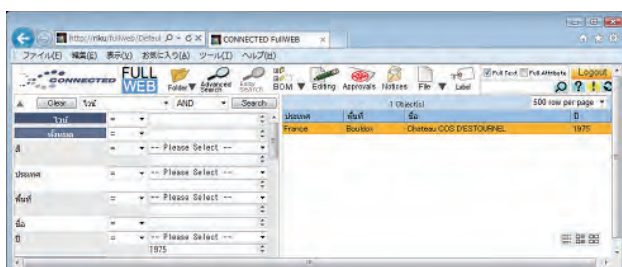 CONNECTED FullWEB
ファイル(F) 編集(E) 表示(V) お気に入り(A) ツール(T) ヘルプ(H)
CONNECTED FULL WEB
Folder Advanced Search BOM Editing Approvals Notices File Label
Full Text Full Attribute Logout
Clear ไวน์ AND Search
1 Object(s) 500 row per page
ไวน์ =
ทั้งหมด =
สี = -- Please Select --
ประเทศ = -- Please Select --
พื้นที่ = -- Please Select --
ชื่อ =
ปี = -- Please Select --
1975
ประเทศ พื้นที่ ชื่อ ปี
France Chateau COS D'ESTOURNEL 1975